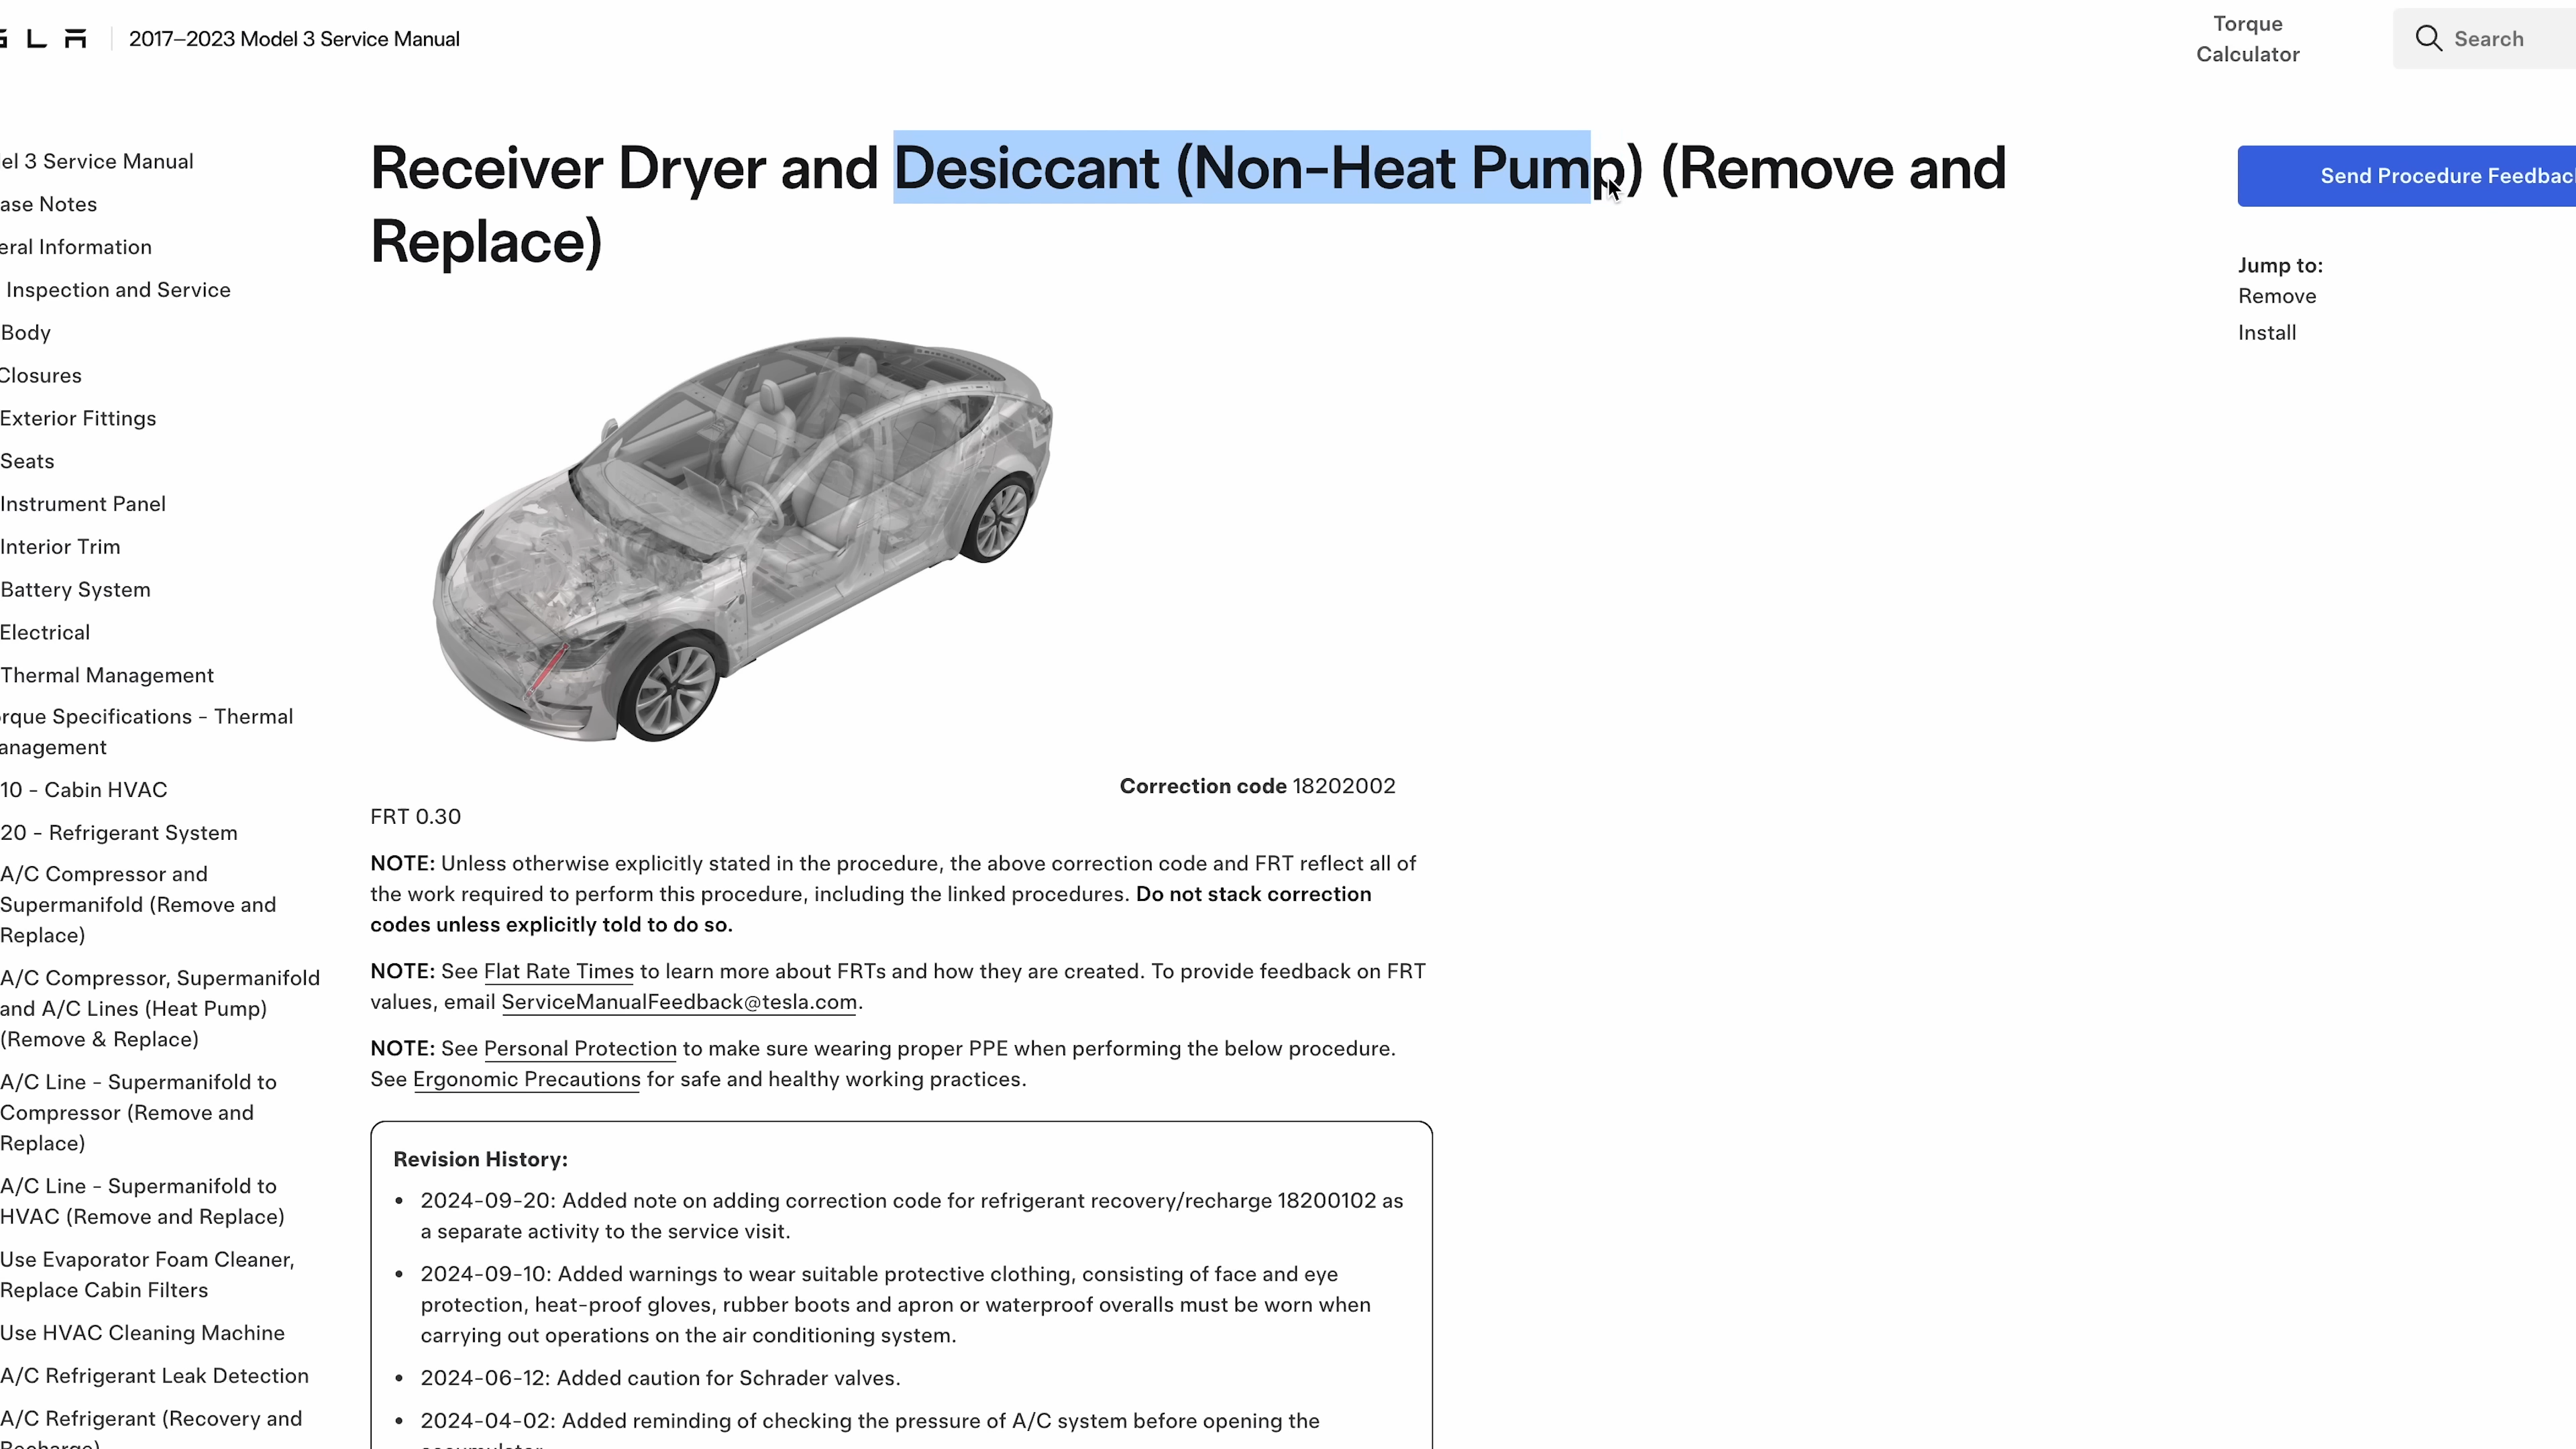 2017–2023 Model 3 Service Manual
Torque
Calculator
Search
3 Service Manual
Notes
Information
Inspection and Service
Body
Closures
Exterior Fittings
Seats
Instrument Panel
Interior Trim
Battery System
Electrical
Thermal Management
Specifications - Thermal
10 - Cabin HVAC
20 - Refrigerant System
A/C Compressor and
Supermanifold (Remove and
Replace)
A/C Compressor, Supermanifold
and A/C Lines (Heat Pump)
(Remove & Replace)
A/C Line - Supermanifold to
Compressor (Remove and
Replace)
A/C Line - Supermanifold to
HVAC (Remove and Replace)
Use Evaporator Foam Cleaner,
Replace Cabin Filters
Use HVAC Cleaning Machine
A/C Refrigerant Leak Detection
A/C Refrigerant (Recovery and
Receiver Dryer and Desiccant (Non-Heat Pump) (Remove and
Replace)
Correction code 18202002
FRT 0.30
NOTE: Unless otherwise explicitly stated in the procedure, the above correction code and FRT reflect all of
the work required to perform this procedure, including the linked procedures. Do not stack correction
codes unless explicitly told to do so.
NOTE: See Flat Rate Times to learn more about FRTs and how they are created. To provide feedback on FRT
values, email ServiceManualFeedback@tesla.com.
NOTE: See Personal Protection to make sure wearing proper PPE when performing the below procedure.
See Ergonomic Precautions for safe and healthy working practices.
Revision History:
• 2024-09-20: Added note on adding correction code for refrigerant recovery/recharge 18200102 as
a separate activity to the service visit.
• 2024-09-10: Added warnings to wear suitable protective clothing, consisting of face and eye
protection, heat-proof gloves, rubber boots and apron or waterproof overalls must be worn when
carrying out operations on the air conditioning system.
• 2024-06-12: Added caution for Schrader valves.
• 2024-04-02: Added reminding of checking the pressure of A/C system before opening the
Send Procedure
Jump to:
Remove
Install